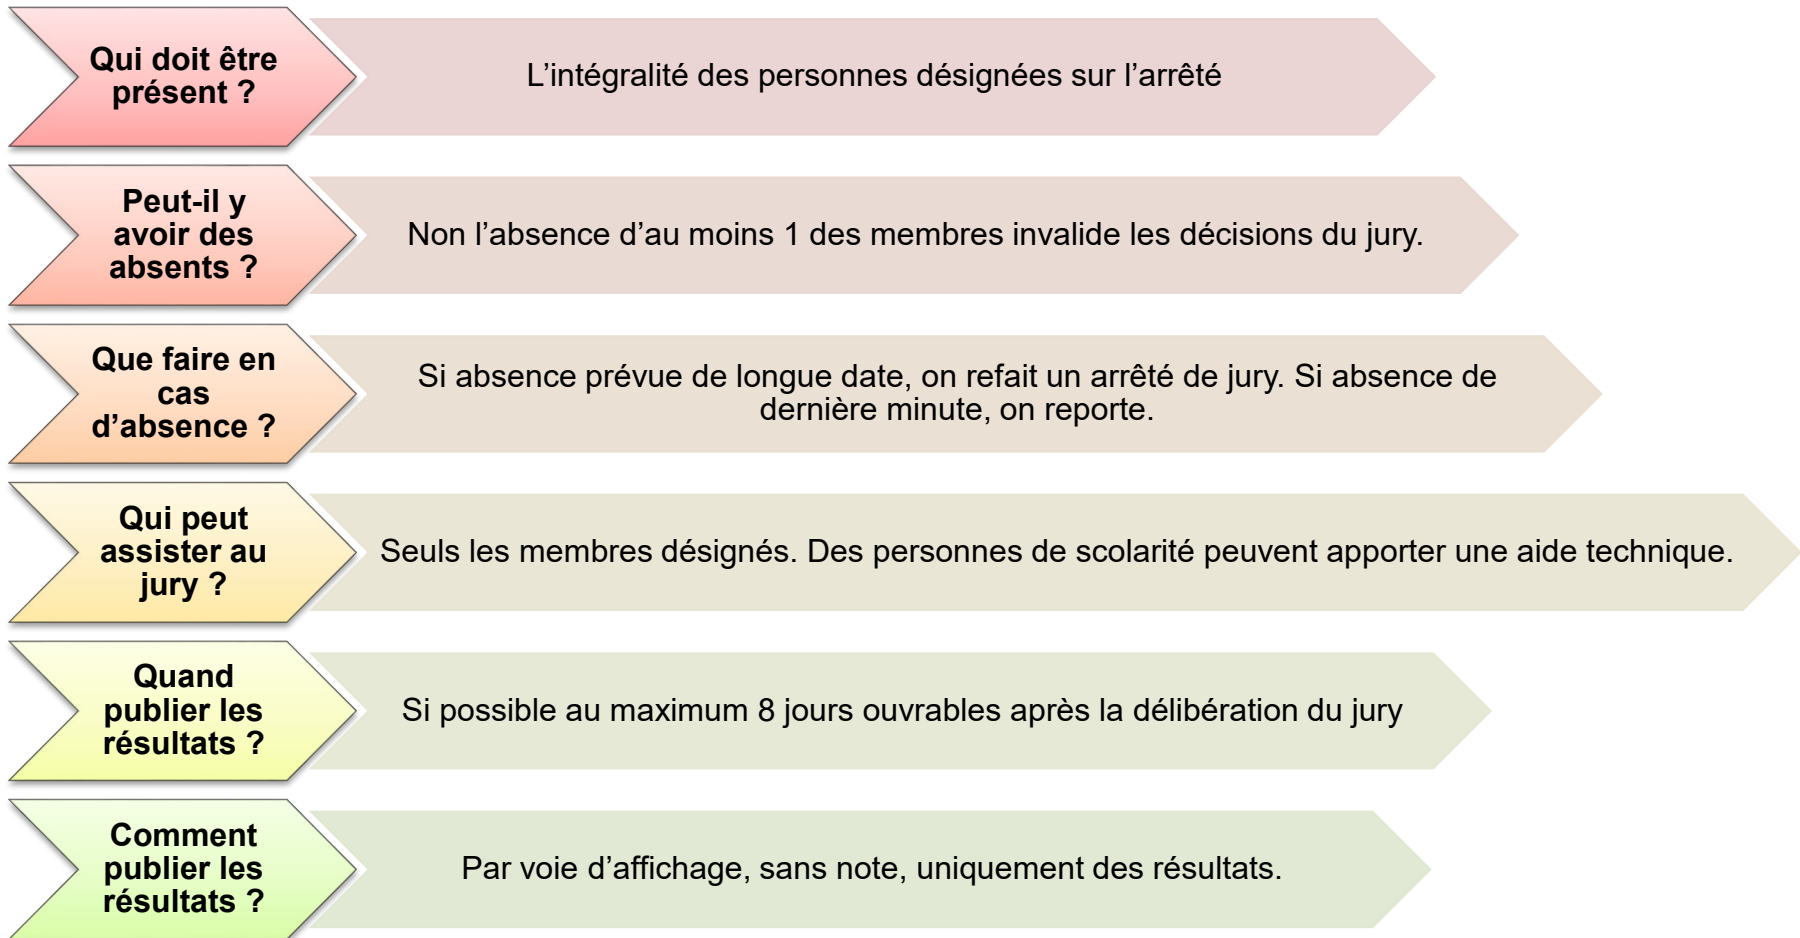 Qui doit être
présent ?
L’intégralité des personnes désignées sur l’arrêté
Peut-il y
avoir des
absents ?
Non l’absence d’au moins 1 des membres invalide les décisions du jury.
Que faire en
cas
d’absence ?
Si absence prévue de longue date, on refait un arrêté de jury. Si absence de
dernière minute, on reporte.
Qui peut
assister au
jury ?
Seuls les membres désignés. Des personnes de scolarité peuvent apporter une aide technique.
Quand
publier les
résultats ?
Si possible au maximum 8 jours ouvrables après la délibération du jury
Comment
publier les
résultats ?
Par voie d’affichage, sans note, uniquement des résultats.